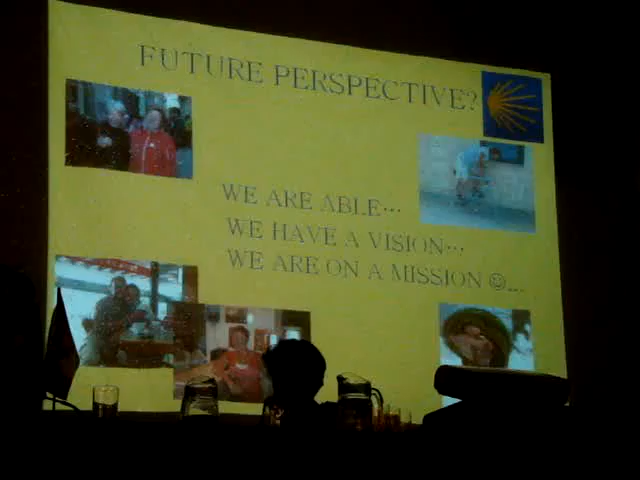 FUTURE PERSPECTIVE?
WE ARE ABLE...
WE HAVE A VISION...
WE ARE ON A MISSION ☺...